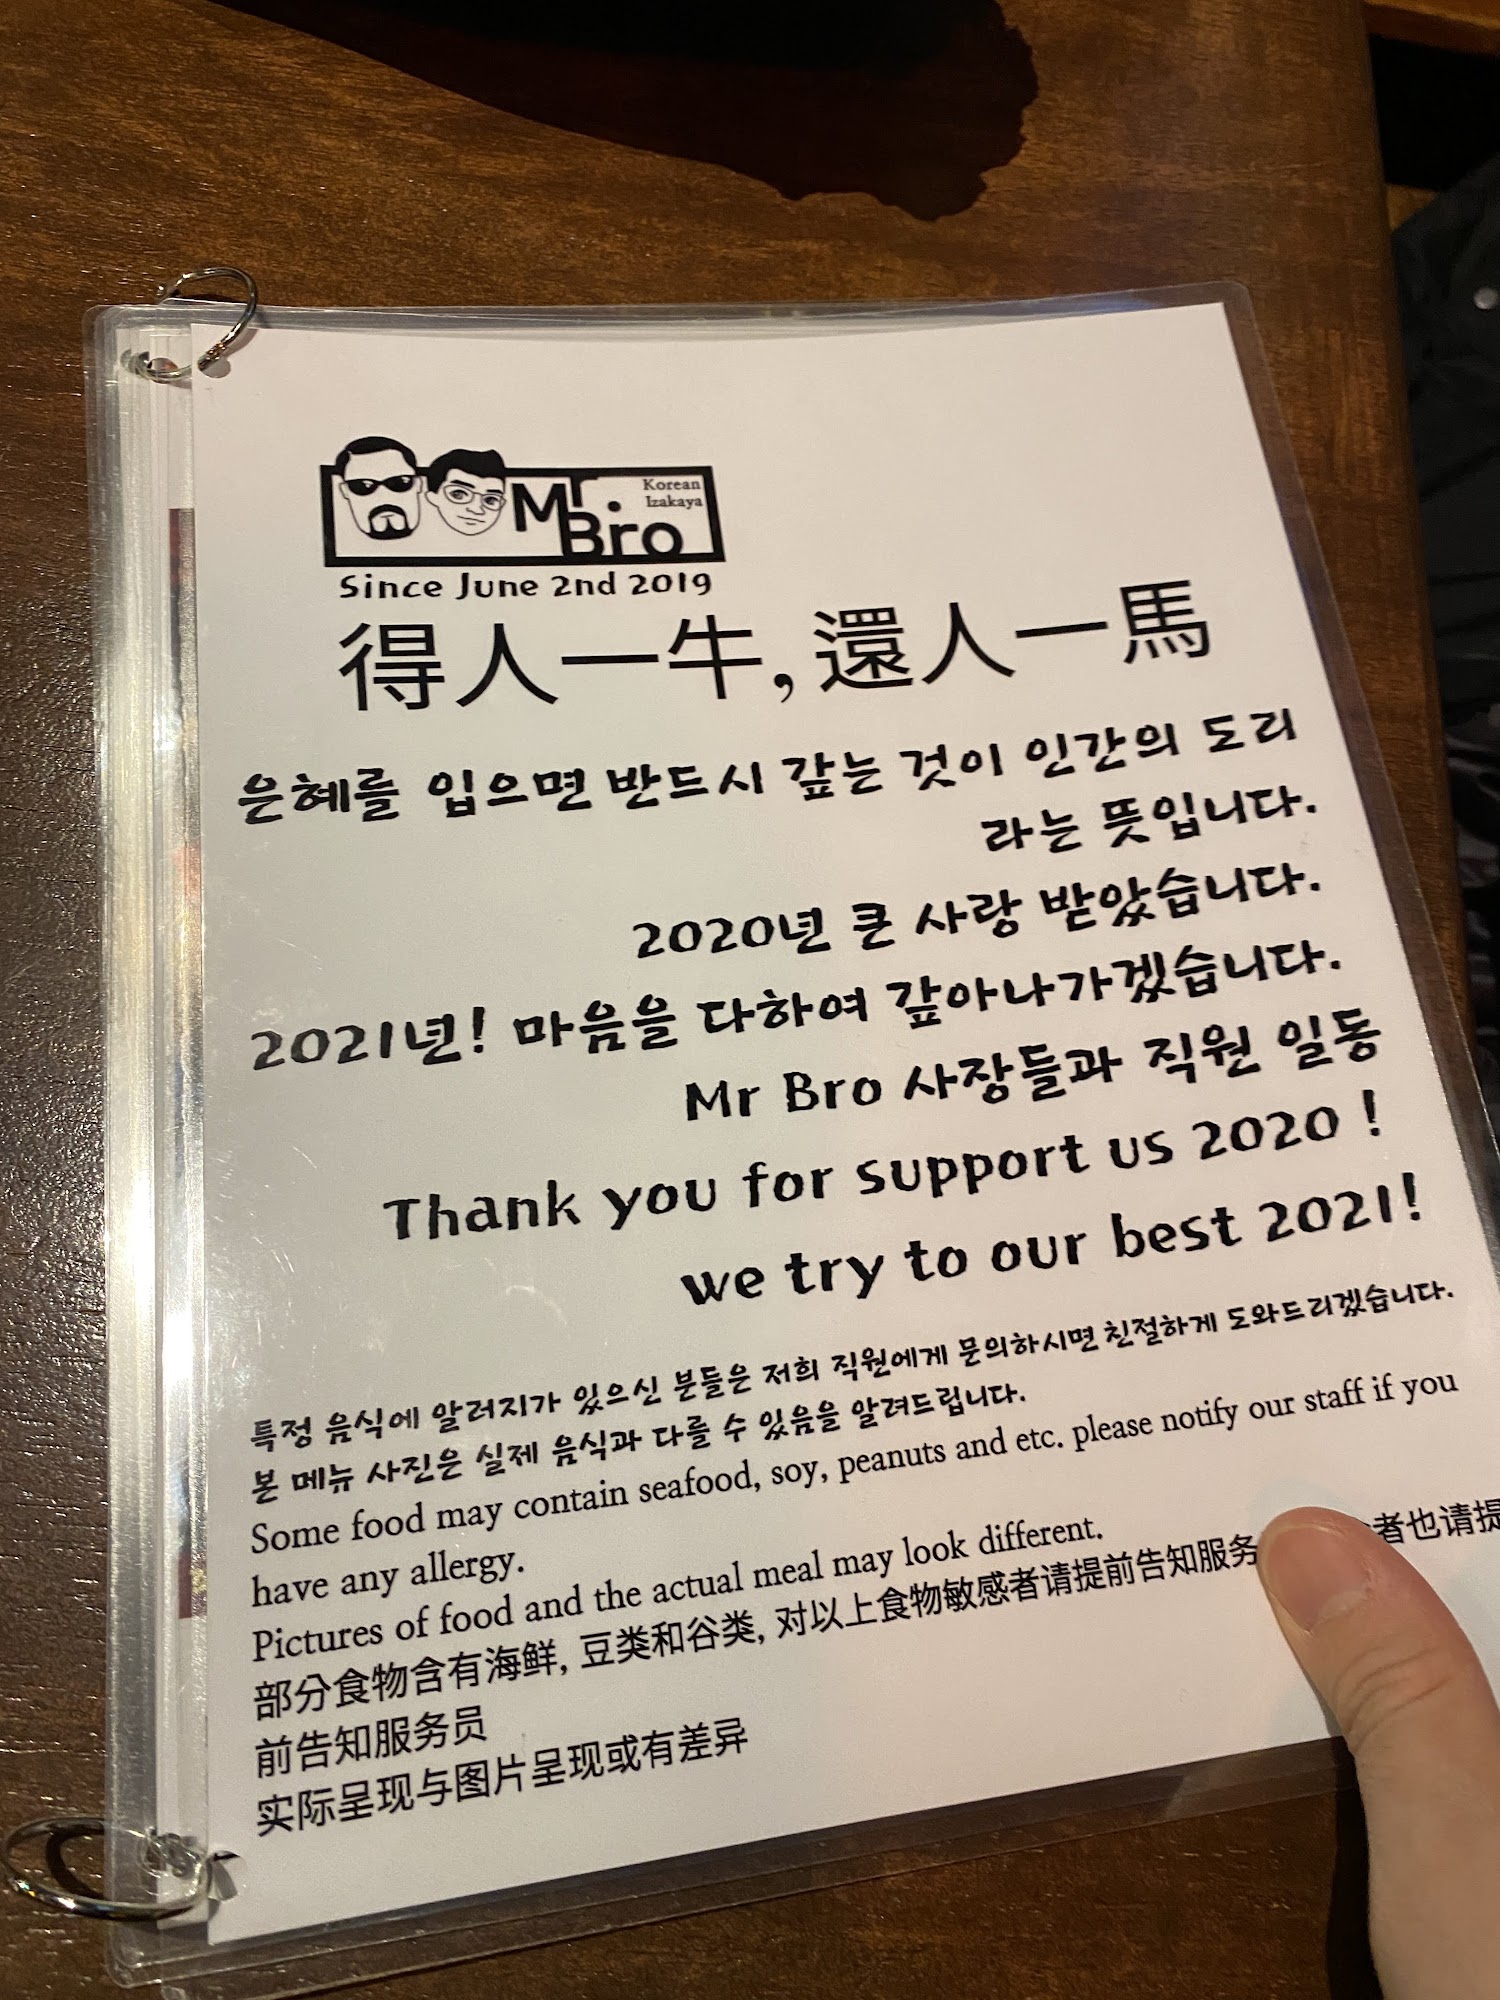 Mr. Bro
Korean
Izakaya
Since June 2nd 2019
得人一牛, 還人一馬
은혜를 입으면 반드시 갚는 것이 인간의 도리
라는 뜻입니다.
2020년 큰 사랑 받았습니다.
2021년! 마음을 다하여 갚아나가겠습니다.
Mr Bro 사장들과 직원 일동
Thank you for support us 2020 !
we try to our best 2021!
특정 음식에 알러지가 있으신 분들은 저희 직원에게 문의하시면 친절하게 도와드리겠습니다.
본 메뉴 사진은 실제 음식과 다를 수 있음을 알려드립니다.
Some food may contain seafood, soy, peanuts and etc. please notify our staff if you
have any allergy.
Pictures of food and the actual meal may look different.
部分食物含有海鲜, 豆类和谷类, 对以上食物敏感者请提前告知服务 者也请提
前告知服务员
实际呈现与图片呈现或有差异